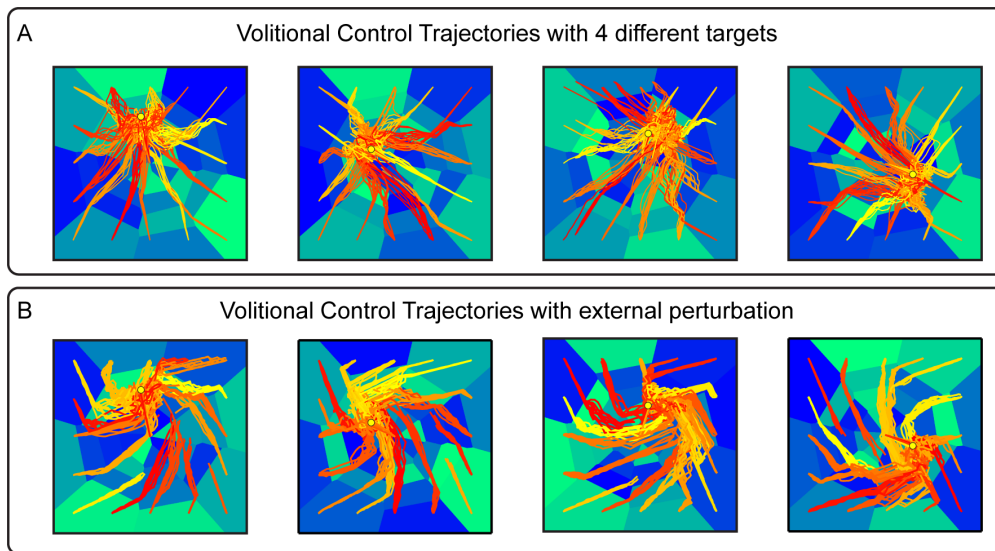 A
Volitional Control Trajectories with 4 different targets
B
Volitional Control Trajectories with external perturbation